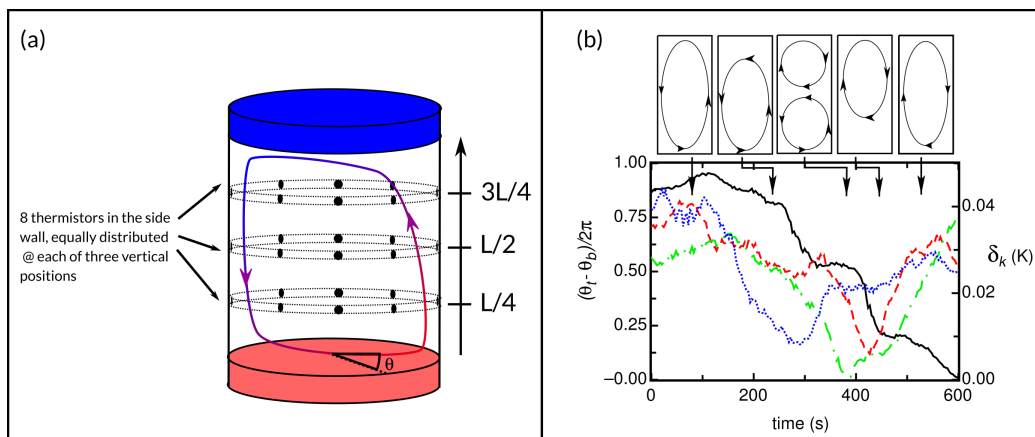 (a)
3L/4
L/2
L/4
θ
8 thermistors in the side
wall, equally distributed
@ each of three vertical
positions
(b)
1.00
0.75
0.50
0.25
−0.00
(θt - θb)/2π
0.04
0.02
0.00
δk (K)
0
200
400
600
time (s)